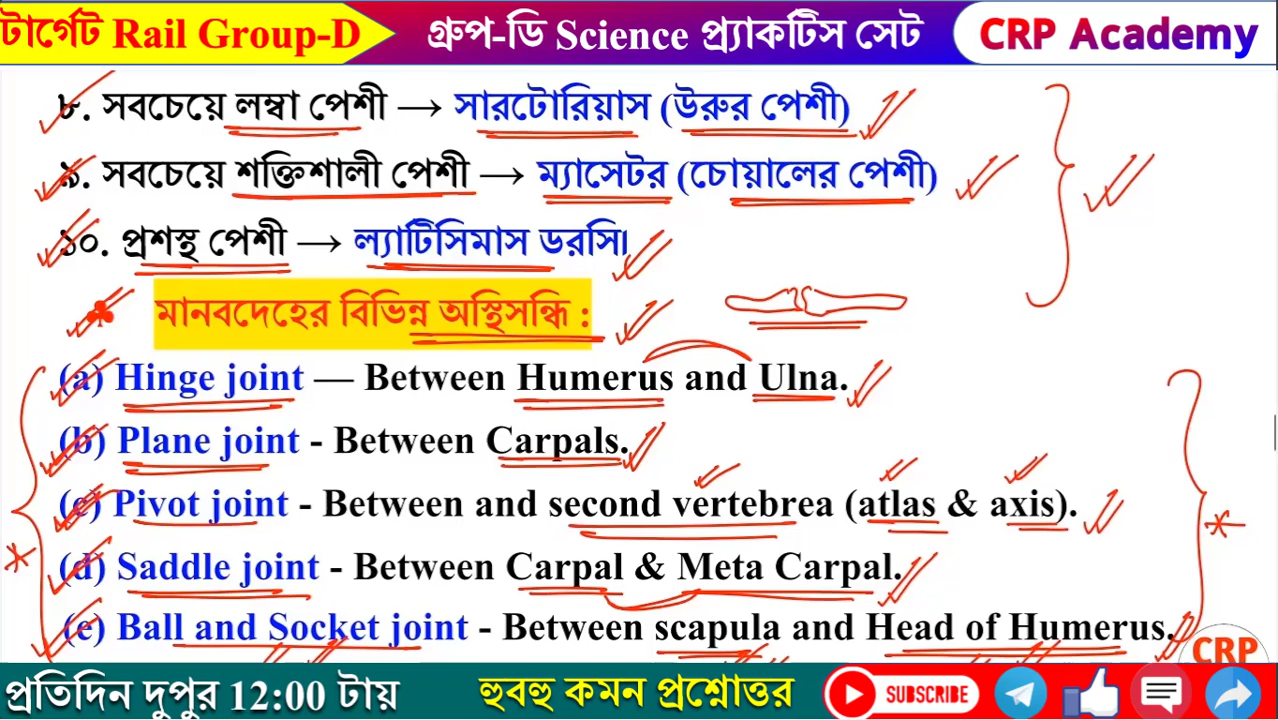 টার্গেট Rail Group-D
গ্রুপ-ডি Science প্র্যাকটিস সেট
CRP Academy
৮. সবচেয়ে লম্বা পেশী → সারটোরিয়াস (উরুর পেশী)
৯. সবচেয়ে শক্তিশালী পেশী → ম্যাসেটর (চোয়ালের পেশী)
১০. প্রশস্থ পেশী → ল্যাটিসিমাস ডরসি।
♣ মানবদেহের বিভিন্ন অস্থিসন্ধি :
(a) Hinge joint — Between Humerus and Ulna.
(b) Plane joint - Between Carpals.
(c) Pivot joint - Between and second vertebrea (atlas & axis).
(d) Saddle joint - Between Carpal & Meta Carpal.
(e) Ball and Socket joint - Between scapula and Head of Humerus.
CRP
প্রতিদিন দুপুর 12:00 টায়
হুবহু কমন প্রশ্নোত্তর
SUBSCRIBE